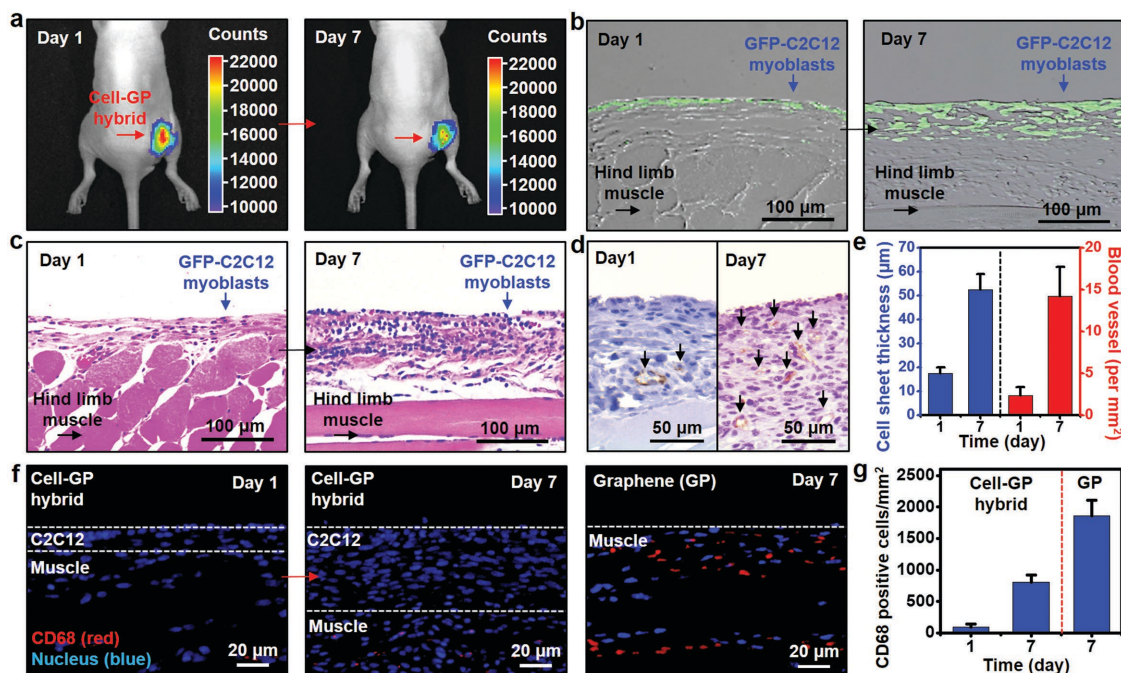 a
Day 1
Counts
22000
20000
18000
16000
14000
12000
10000
Cell-GP
hybrid
Day 7
Counts
22000
20000
18000
16000
14000
12000
10000
b
Day 1
GFP-C2C12
myoblasts
Hind limb
muscle
100 µm
Day 7
GFP-C2C12
myoblasts
Hind limb
muscle
100 µm
c
Day 1
GFP-C2C12
myoblasts
Hind limb
muscle
100 µm
Day 7
GFP-C2C12
myoblasts
Hind limb
muscle
100 µm
d
Day1
50 µm
Day7
50 µm
e
Cell sheet thickness (µm)
70
60
50
40
30
20
10
0
Blood vessel (per mm²)
20
15
10
5
0
1
7
1
7
Time (day)
f
Cell-GP
hybrid
Day 1
C2C12
Muscle
CD68 (red)
Nucleus (blue)
20 µm
Cell-GP
hybrid
Day 7
C2C12
Muscle
20 µm
Graphene (GP)
Day 7
Muscle
20 µm
g
CD68 positive cells/mm²
2500
2000
1500
1000
500
0
Cell-GP
hybrid
GP
1
7
7
Time (day)